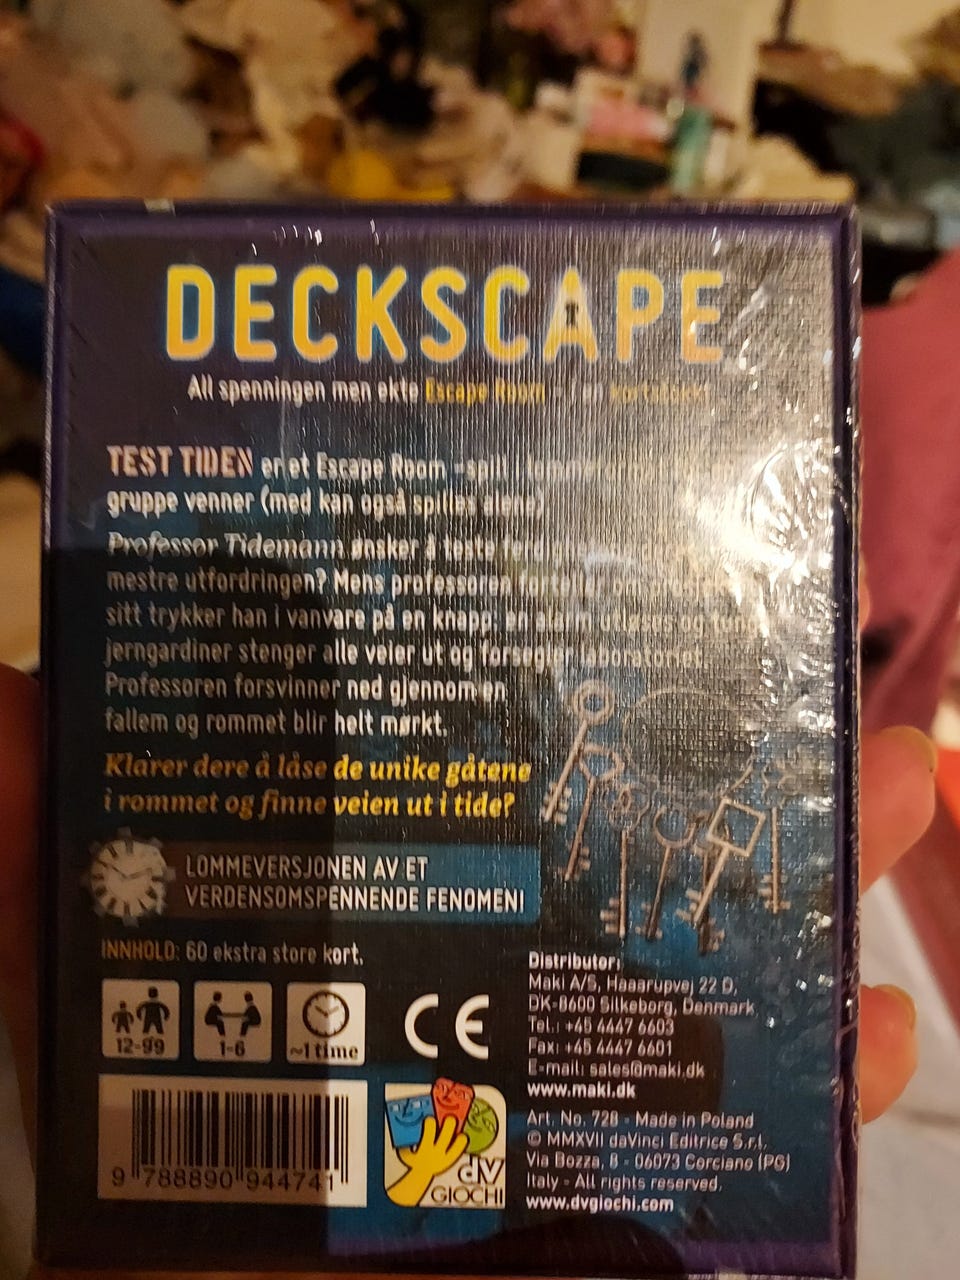 DECKSCAPE
All spenningen men ekte Escape Room
TEST TIDEN er et Escape Room -spill i
gruppe venner (med kan også spilles alene)
Professor Tidemann ønsker å teste
mestre utfordringen? Mens professoren
sitt trykker han i vanvare på en knapp: en alarm
jerngardiner stenger alle veier ut og
Professoren forsvinner ned gjennom en
fallem og rommet blir helt mørkt.
Klarer dere å låse de unike gåtene
i rommet og finne veien ut i tide?
LOMMEVERSJONEN AV ET
VERDENSOMSPENNENDE FENOMEN!
INNHOLD: 60 ekstra store kort.
12-99
1-6
~1 time
CE
Distributor:
Maki A/S, Haaarupvej 22 D,
DK-8600 Silkeborg, Denmark
Tel.: +45 4447 6603
Fax: +45 4447 6601
E-mail: sales@maki.dk
www.maki.dk
Art. No. 728 - Made in Poland
© MMXVII daVinci Editrice S.r.l.
Via Bozza, 8 - 06073 Corciano (PG)
Italy - All rights reserved.
www.dvgiochi.com
9 788890 944741
dV
GIOCHI